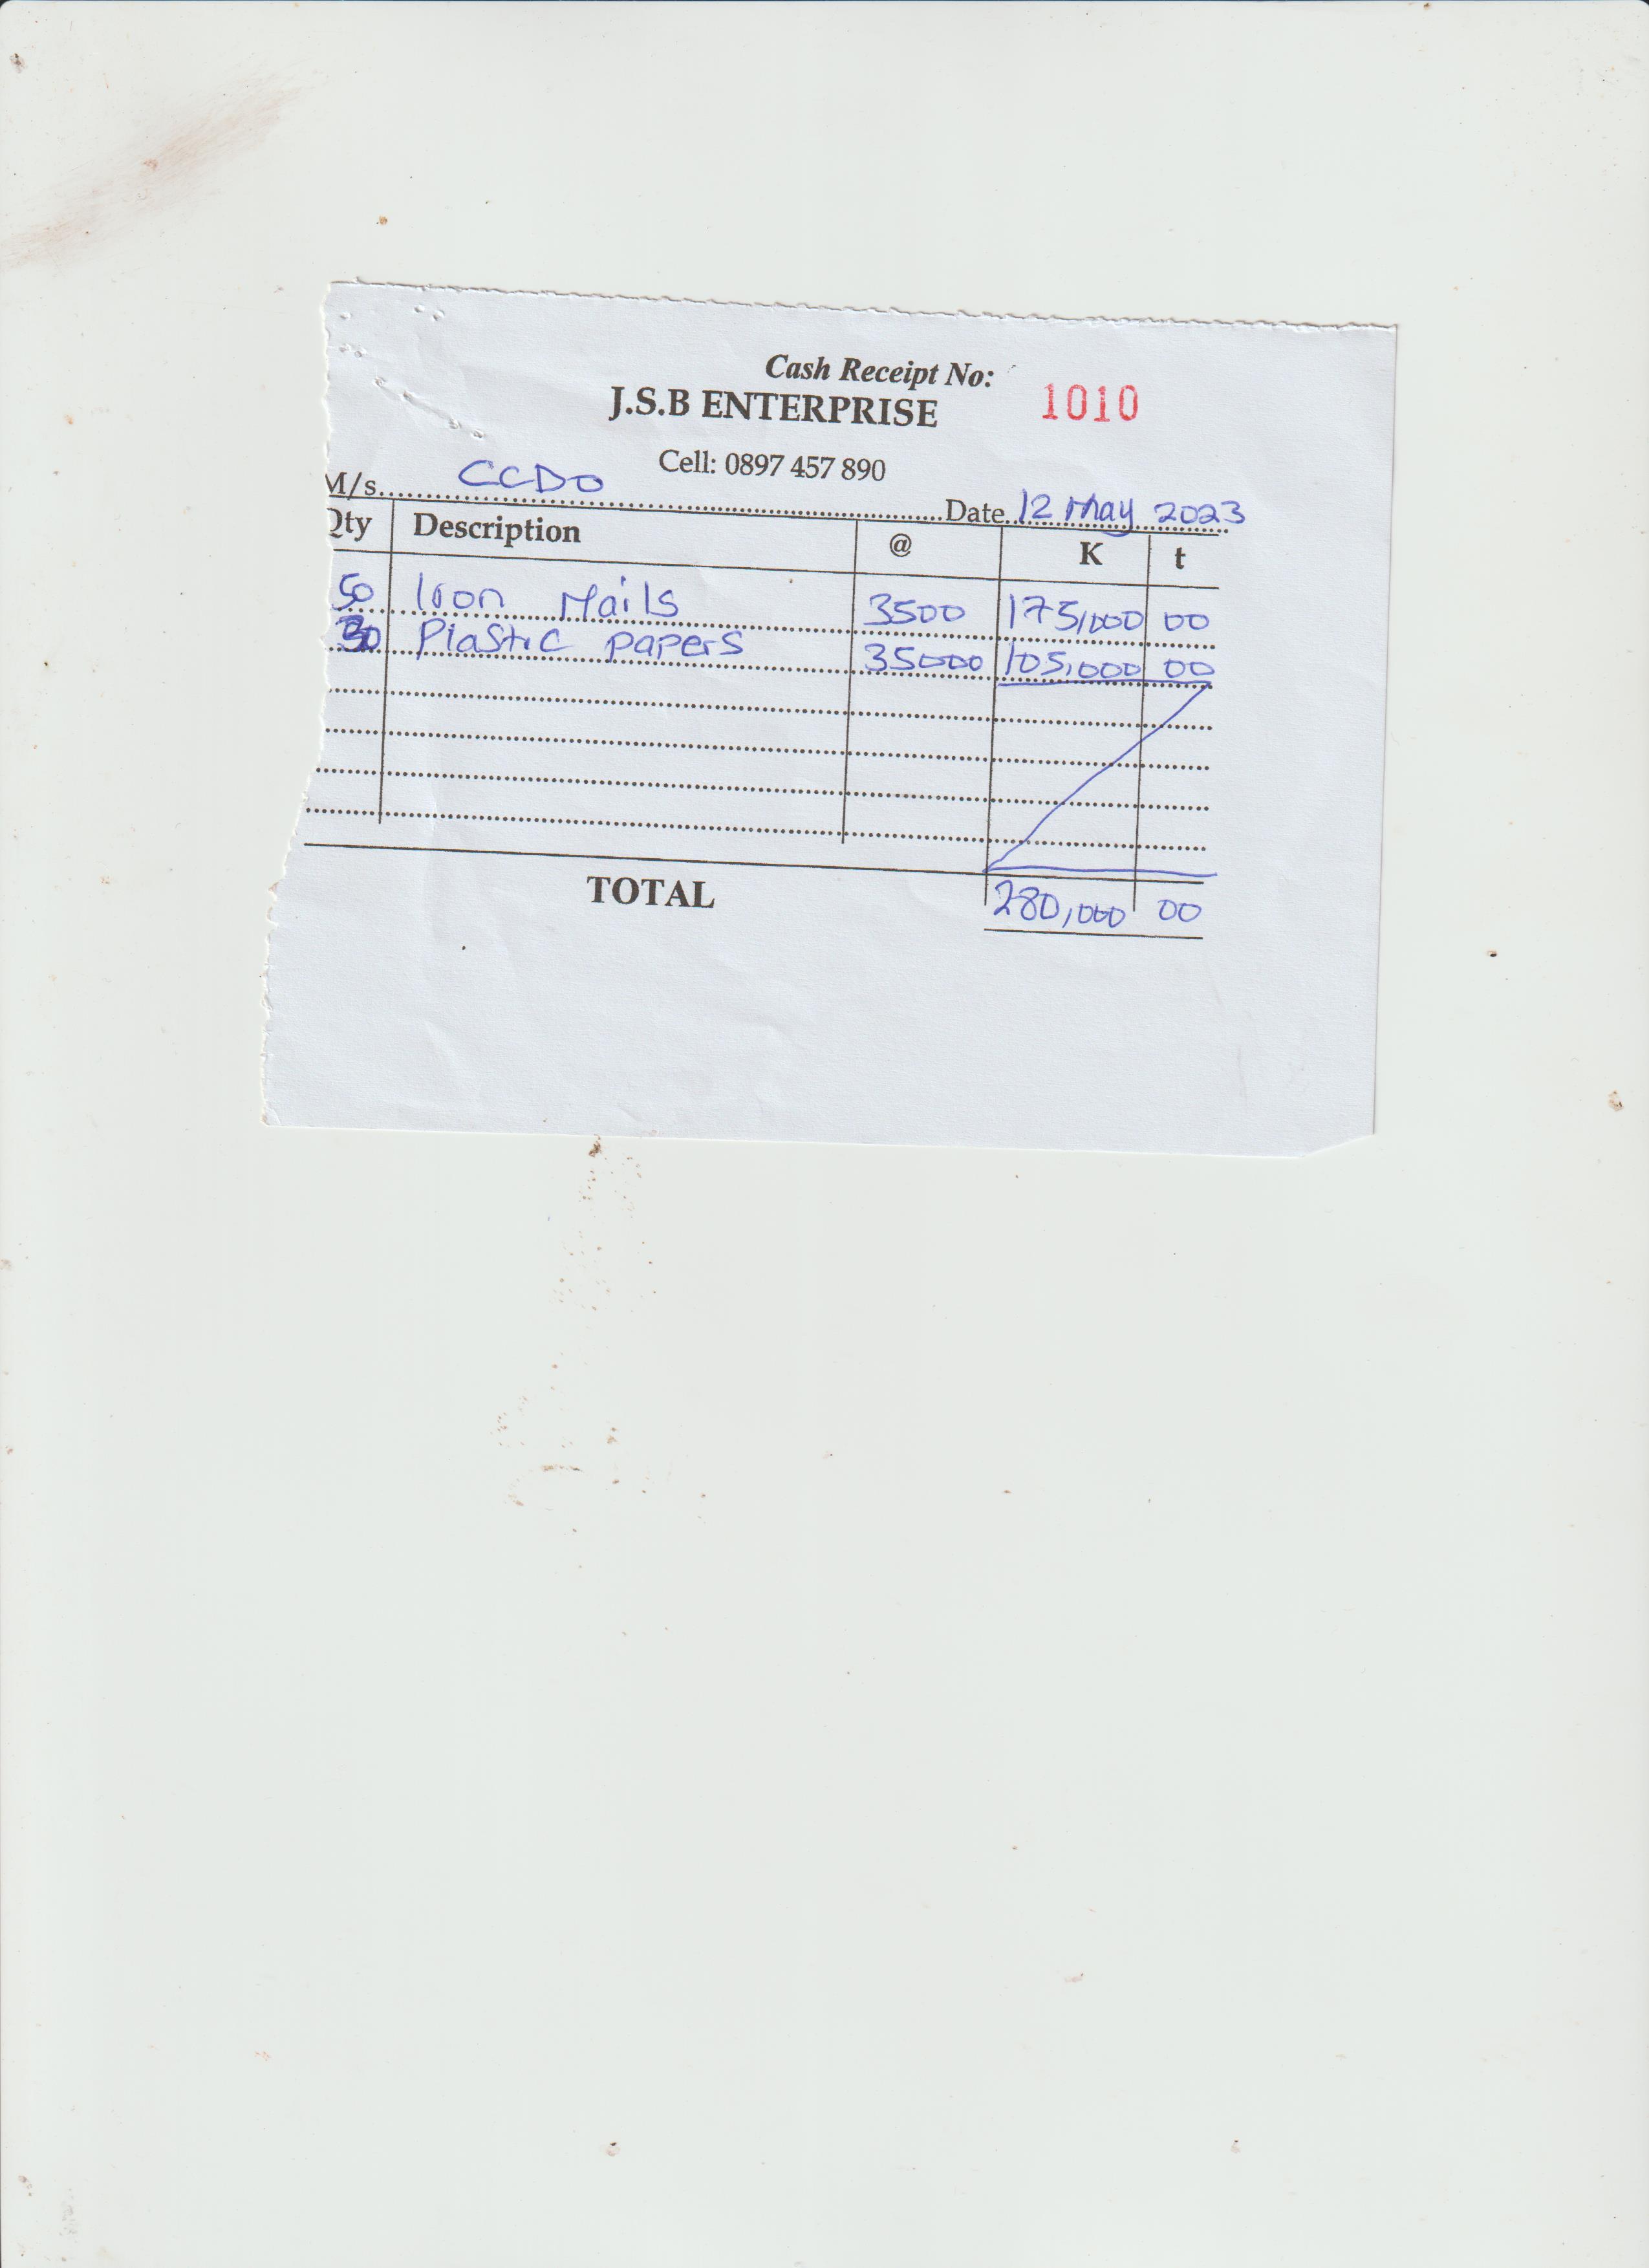 Cash Receipt No:
J.S.B ENTERPRISE 1010
Cell: 0897 457 890
M/s. CCDO Date 12 May 2023
Qty Description @ K t
50 Iron Nails 3500 175,000 00
Plastic papers 35000 105,000 00
TOTAL 280,000 00